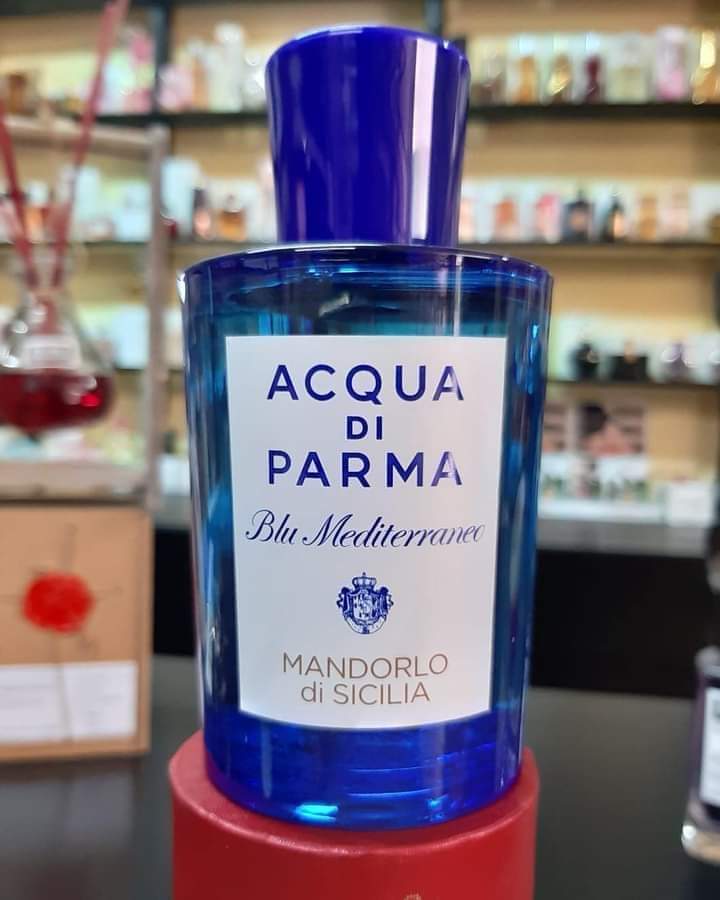 ACQUA
DI
PARMA
Blu Mediterraneo
MANDORLO
di SICILIA